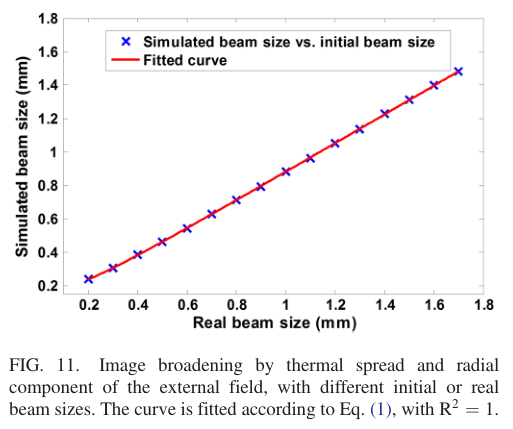 1.8
1.6
1.4
1.2
1
0.8
0.6
0.4
0.2
Simulated beam size (mm)
Simulated beam size vs. initial beam size
Fitted curve
0.2 0.4 0.6 0.8 1 1.2 1.4 1.6 1.8
Real beam size (mm)
FIG. 11. Image broadening by thermal spread and radial
component of the external field, with different initial or real
beam sizes. The curve is fitted according to Eq. (1), with R² = 1.